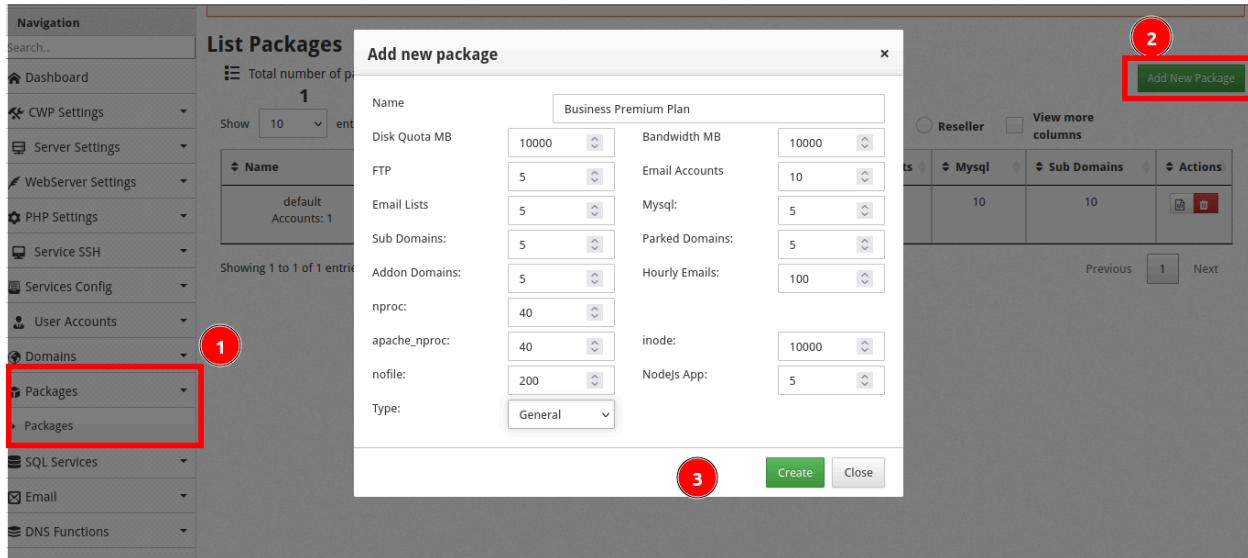 Navigation
Search..
Dashboard
CWP Settings
Server Settings
WebServer Settings
PHP Settings
Service SSH
Services Config
User Accounts
Domains
Packages
Packages
SQL Services
Email
DNS Functions
1
List Packages
Total number of pa
1
Show 10 ent
Name
default
Accounts: 1
Showing 1 to 1 of 1 entrie
Add new package ×
Name Business Premium Plan
Disk Quota MB 10000 Bandwidth MB 10000
FTP 5 Email Accounts 10
Email Lists 5 Mysql: 5
Sub Domains: 5 Parked Domains: 5
Addon Domains: 5 Hourly Emails: 100
nproc: 40
apache_nproc: 40 inode: 10000
nofile: 200 NodeJs App: 5
Type: General
3 Create Close
2
Add New Package
Reseller View more columns
ts Mysql Sub Domains Actions
10 10
Previous 1 Next